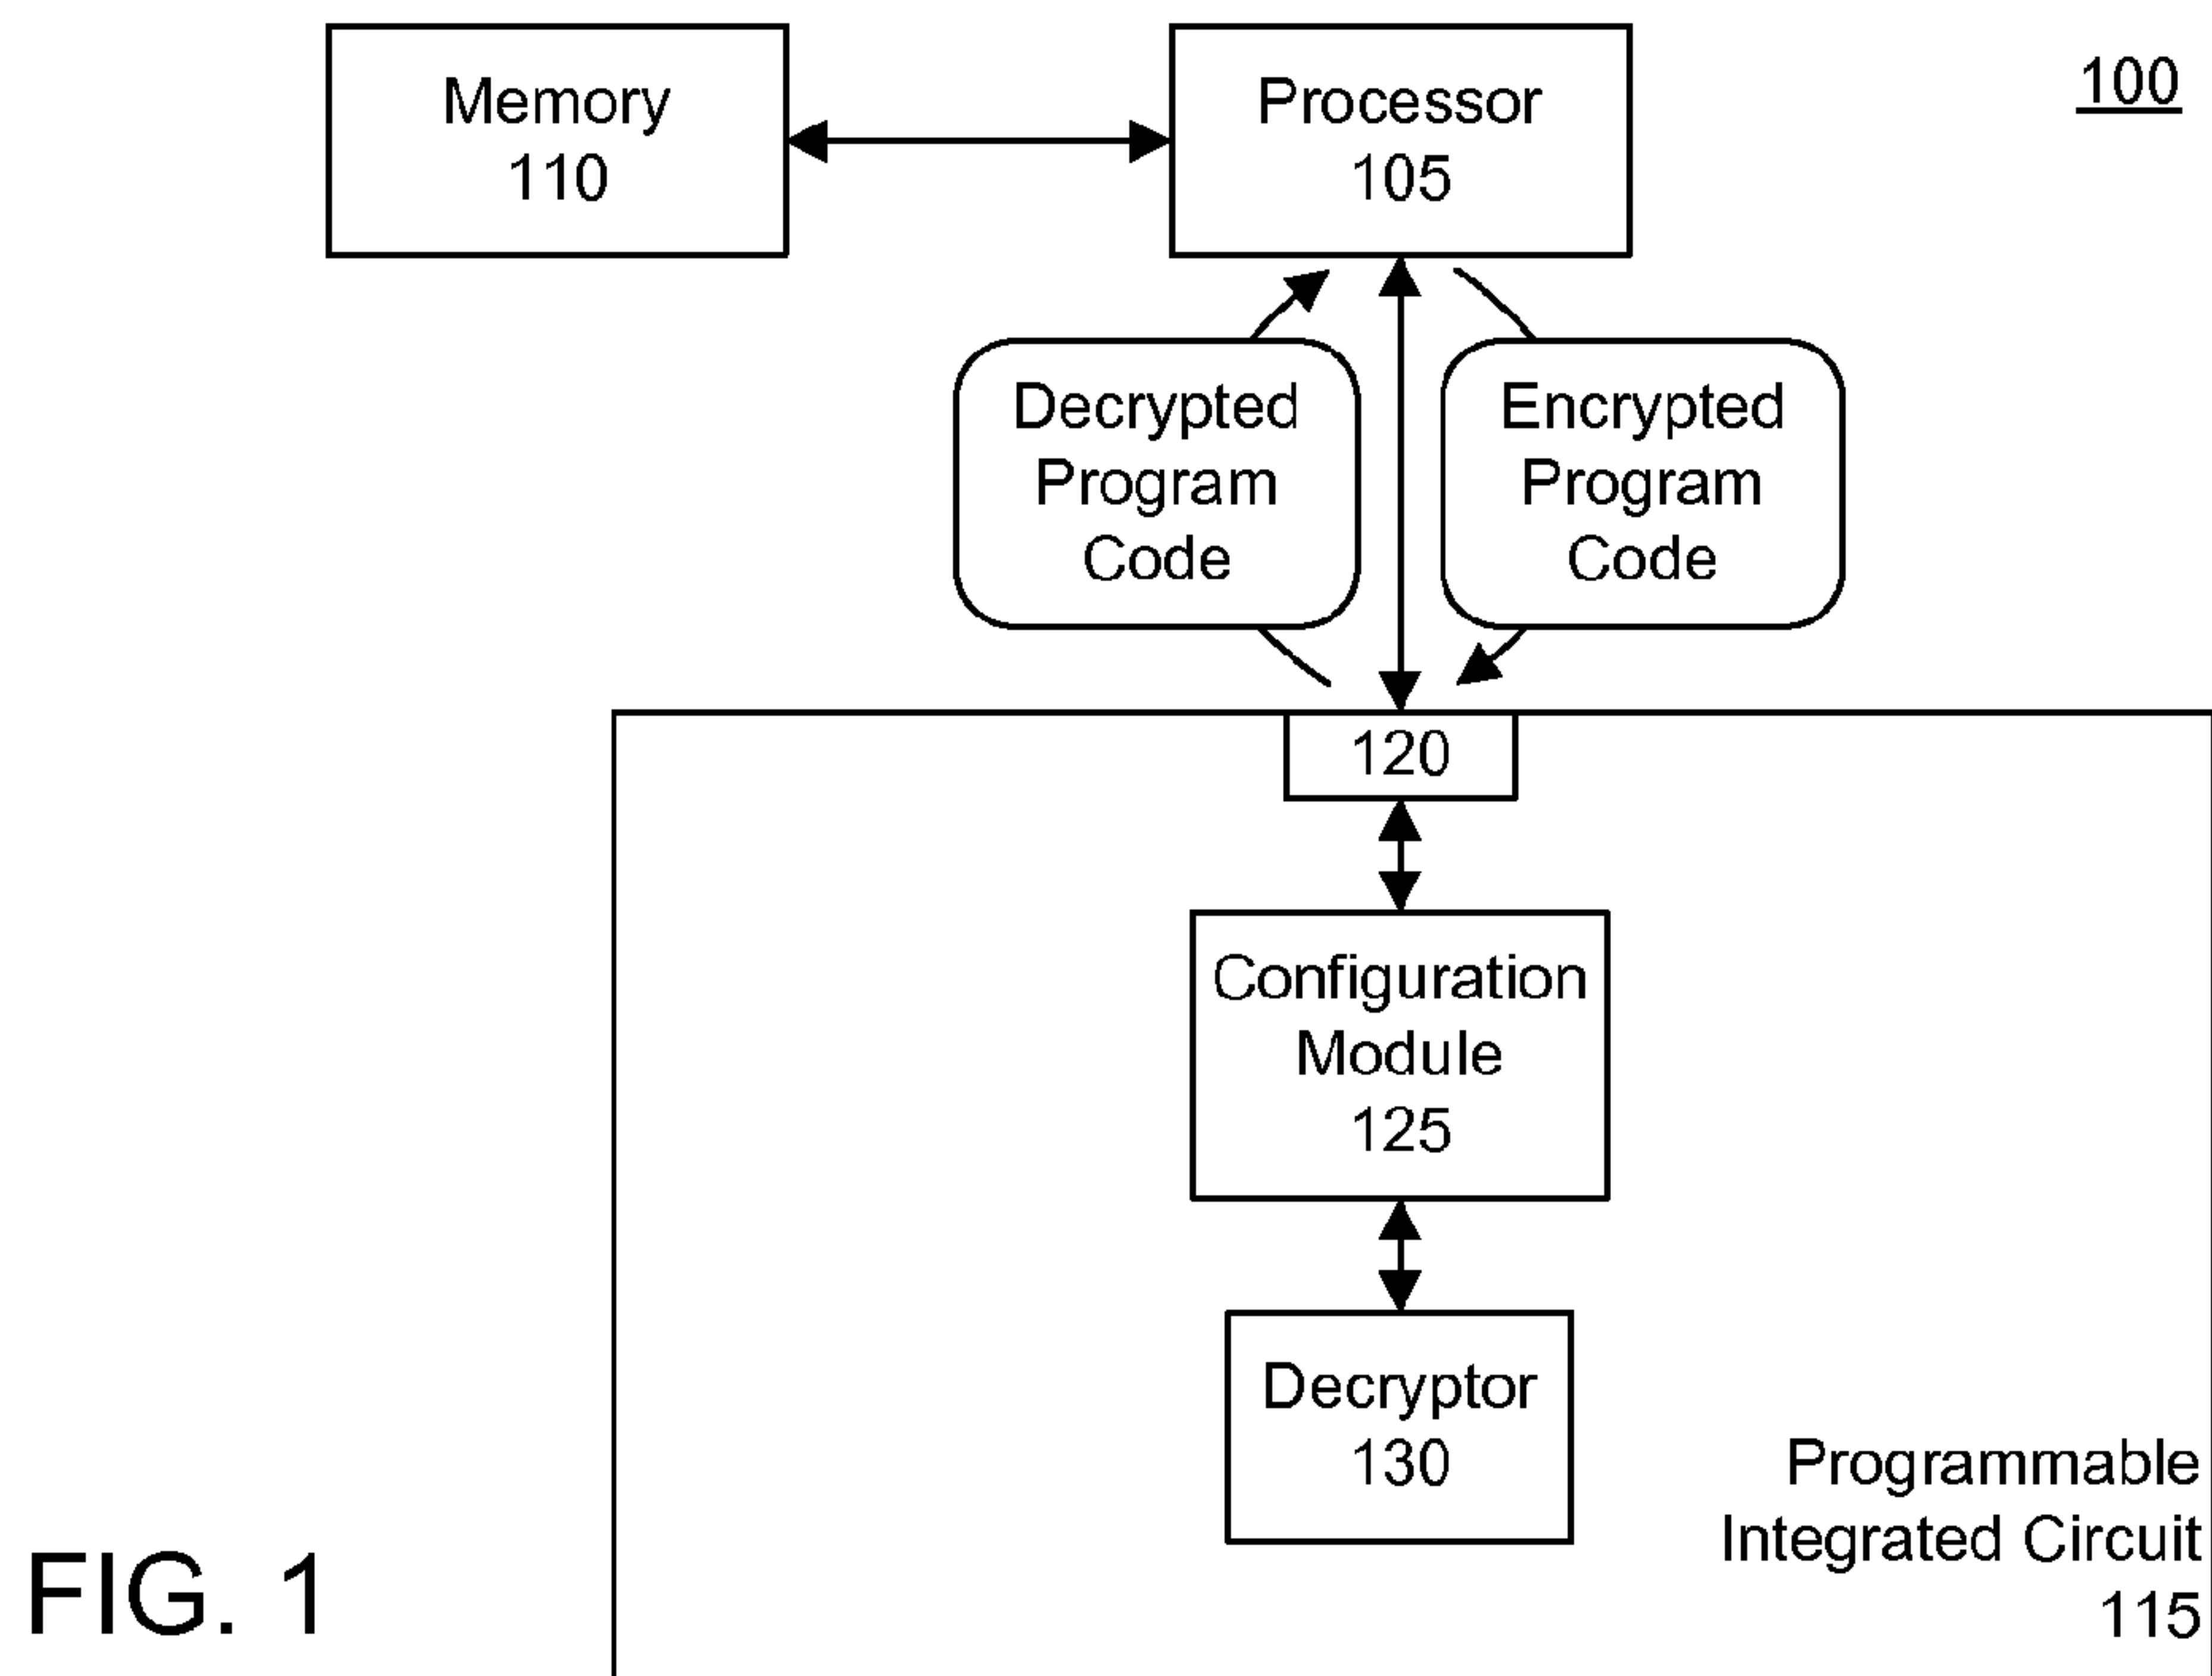 Memory
110
Processor
105
100
Decrypted
Program
Code
Encrypted
Program
Code
120
Configuration
Module
125
Decryptor
130
Programmable
Integrated Circuit
115
FIG. 1